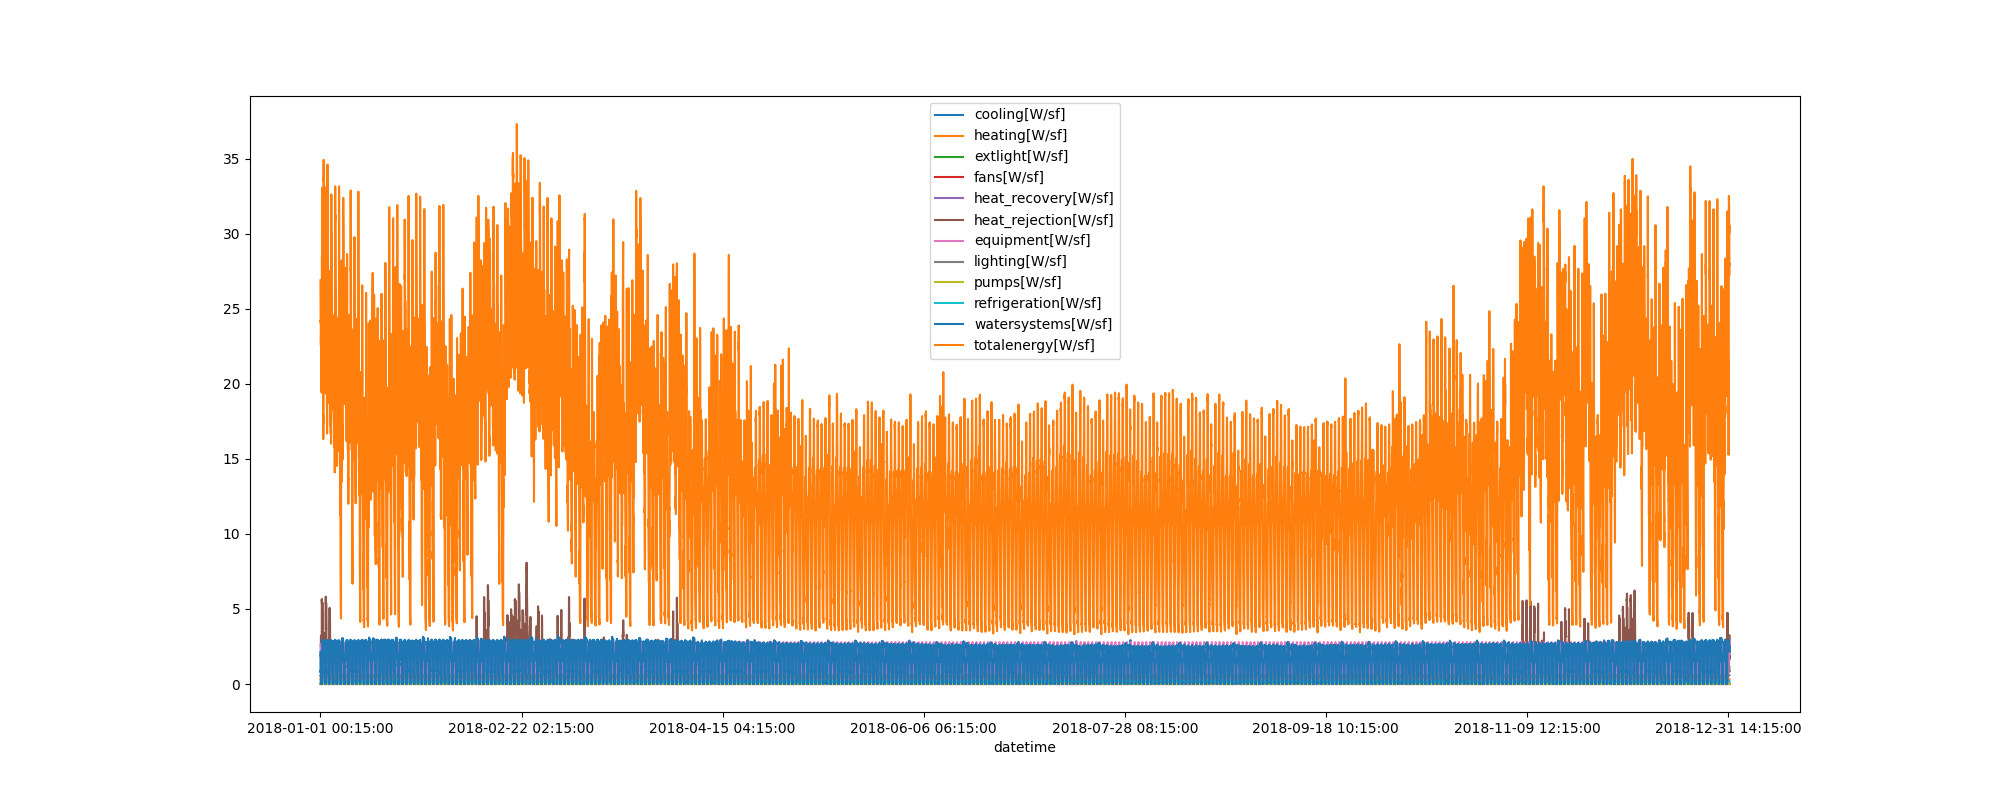 cooling[W/sf]
heating[W/sf]
extlight[W/sf]
fans[W/sf]
heat_recovery[W/sf]
heat_rejection[W/sf]
equipment[W/sf]
lighting[W/sf]
pumps[W/sf]
refrigeration[W/sf]
watersystems[W/sf]
totalenergy[W/sf]
35
30
25
20
15
10
5
0
2018-01-01 00:15:00 2018-02-22 02:15:00 2018-04-15 04:15:00 2018-06-06 06:15:00 2018-07-28 08:15:00 2018-09-18 10:15:00 2018-11-09 12:15:00 2018-12-31 14:15:00
datetime